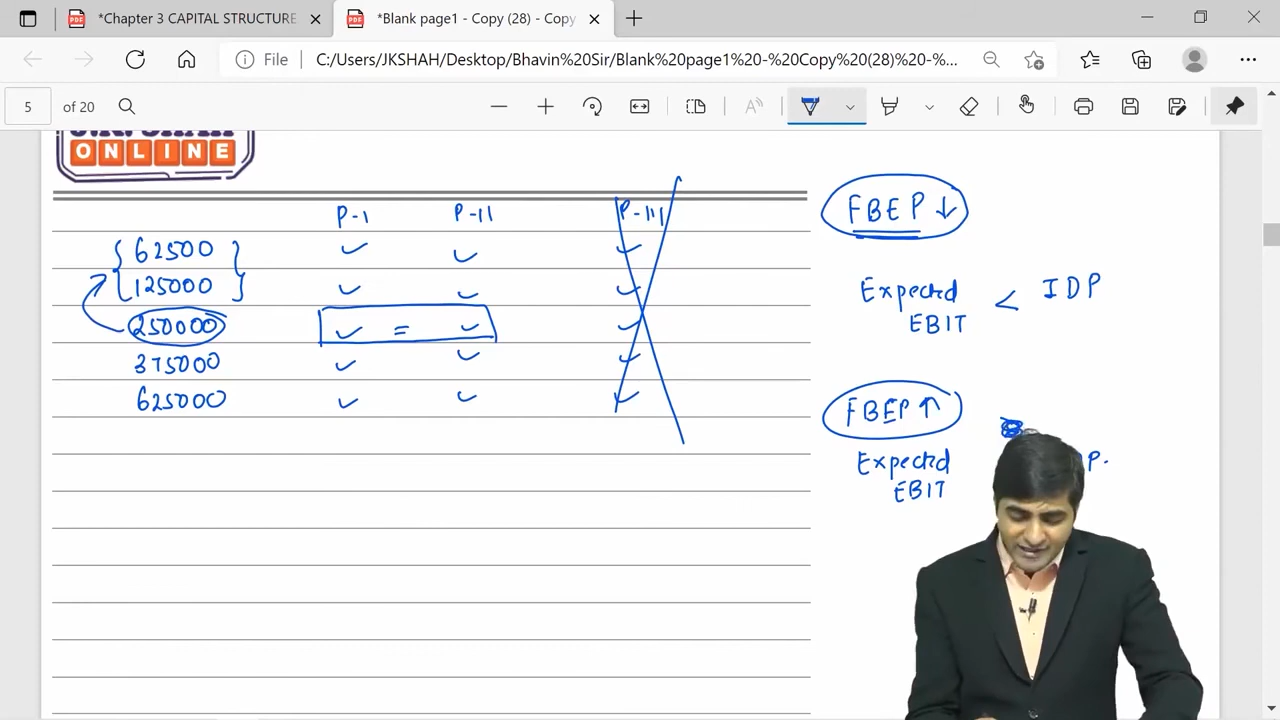 *Chapter 3 CAPITAL STRUCTURE
*Blank page1 - Copy (28) - Copy
File
C:/Users/JKSHAH/Desktop/Bhavin%20Sir/Blank%20page1%20-%20Copy%20(28)%20-%...
5 of 20
ONLINE
P-I P-II P-III
62500
125000
250000 =
375000
625000
FBEP ↓
Expected < IDP
EBIT
FBEP ↑
Expected P.
EBIT